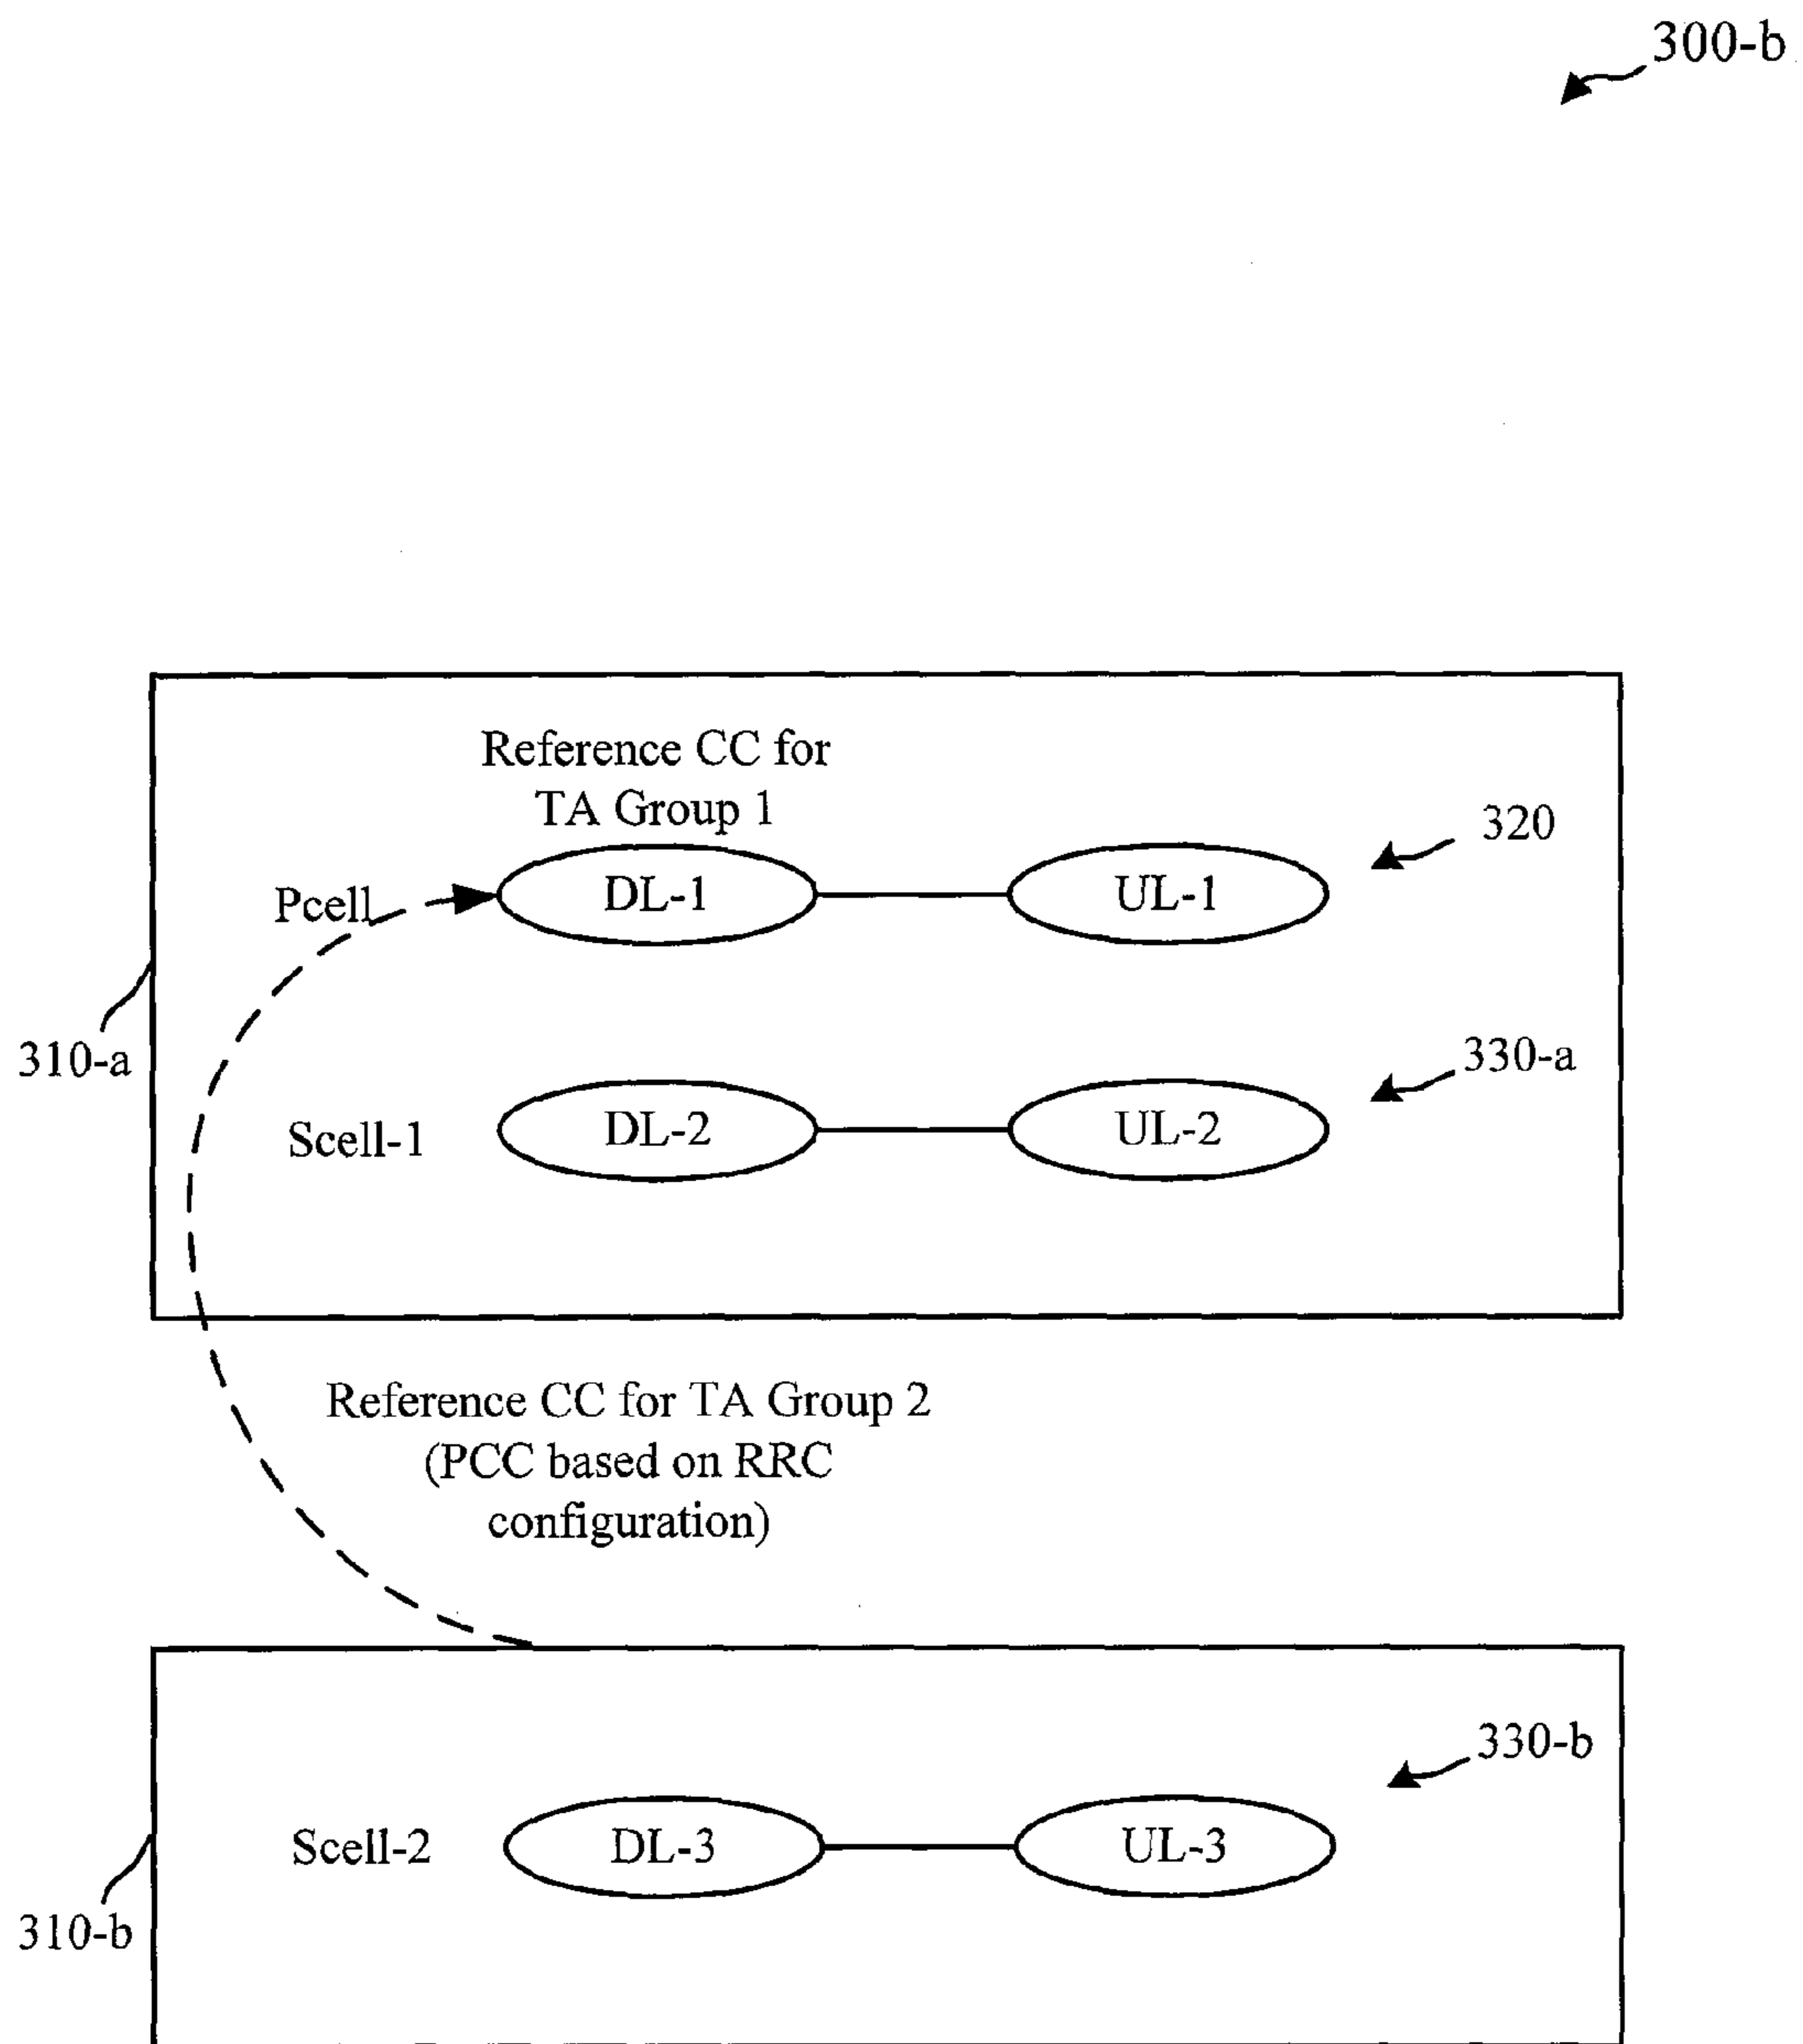 300-b
Reference CC for
TA Group 1
320
Pcell
DL-1
UL-1
310-a
330-a
Scell-1
DL-2
UL-2
Reference CC for TA Group 2
(PCC based on RRC
configuration)
330-b
Scell-2
DL-3
UL-3
310-b